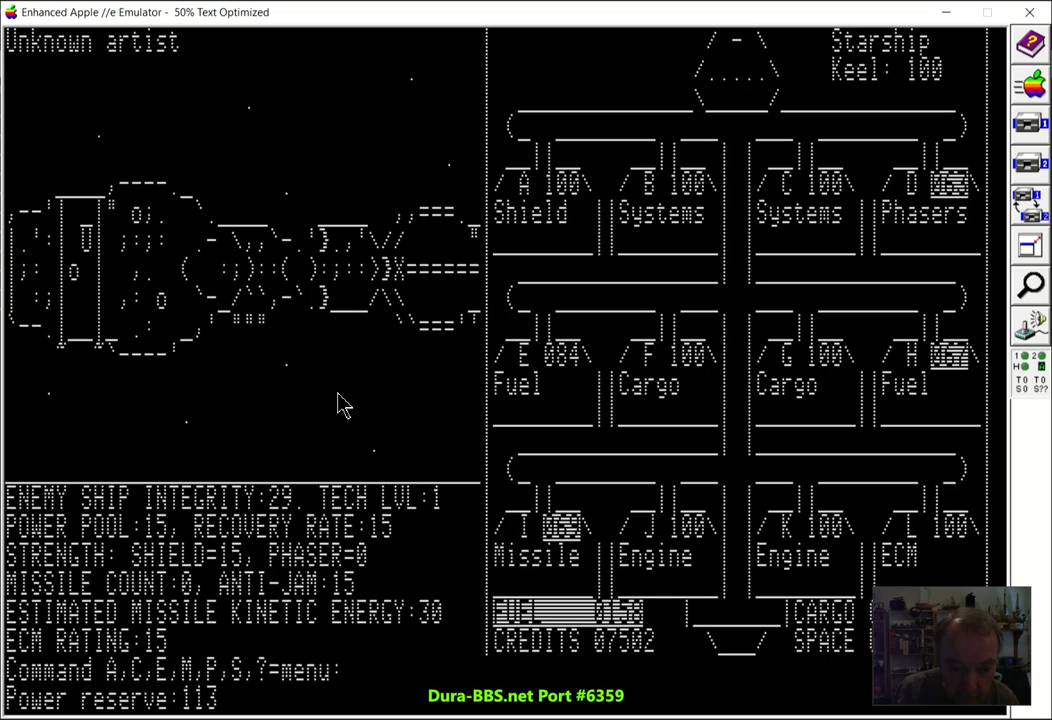 Enhanced Apple //e Emulator - 50% Text Optimized
Unknown artist
Starship
Keel: 100
A 100 B 100 C 100 D
Shield Systems Systems Phasers
E 084 F 100 G 100 H
Fuel Cargo Cargo Fuel
I 069 J 100 K 100 L 100
Missile Engine Engine ECM
FUEL 0158 CARGO
CREDITS 07502 SPACE
ENEMY SHIP INTEGRITY:29. TECH LVL:1
POWER POOL:15, RECOVERY RATE:15
STRENGTH: SHIELD=15, PHASER=0
MISSILE COUNT:0, ANTI-JAM:15
ESTIMATED MISSILE KINETIC ENERGY:30
ECM RATING:15
Command A,C,E,M,P,S,?=menu:
Power reserve:113
Dura-BBS.net Port #6359